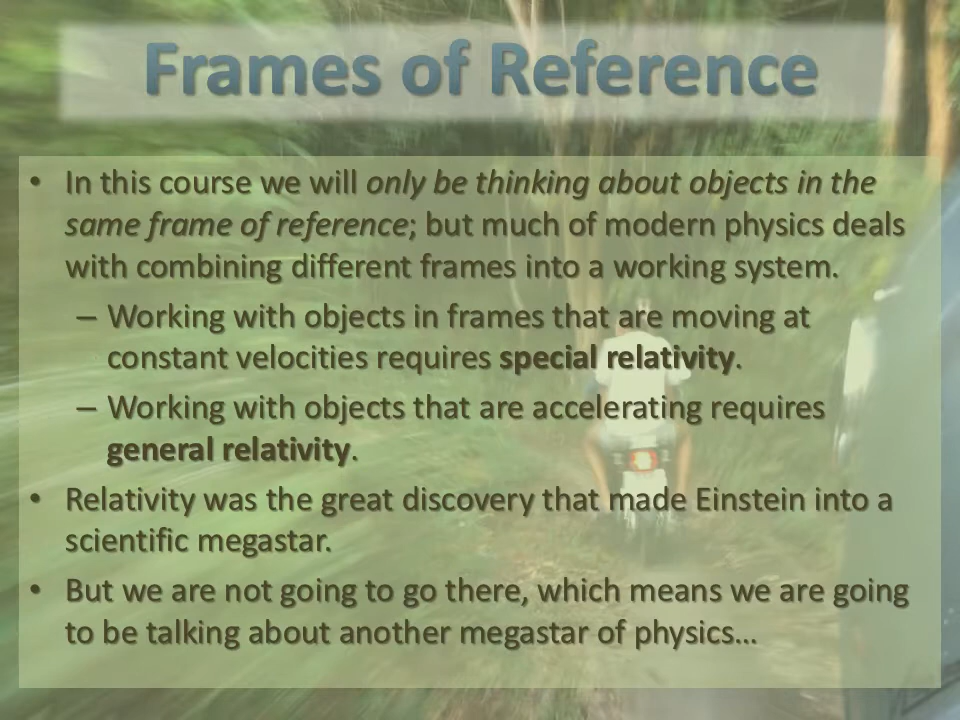 Frames of Reference
• In this course we will only be thinking about objects in the
same frame of reference; but much of modern physics deals
with combining different frames into a working system.
– Working with objects in frames that are moving at
constant velocities requires special relativity.
– Working with objects that are accelerating requires
general relativity.
• Relativity was the great discovery that made Einstein into a
scientific megastar.
• But we are not going to go there, which means we are going
to be talking about another megastar of physics…